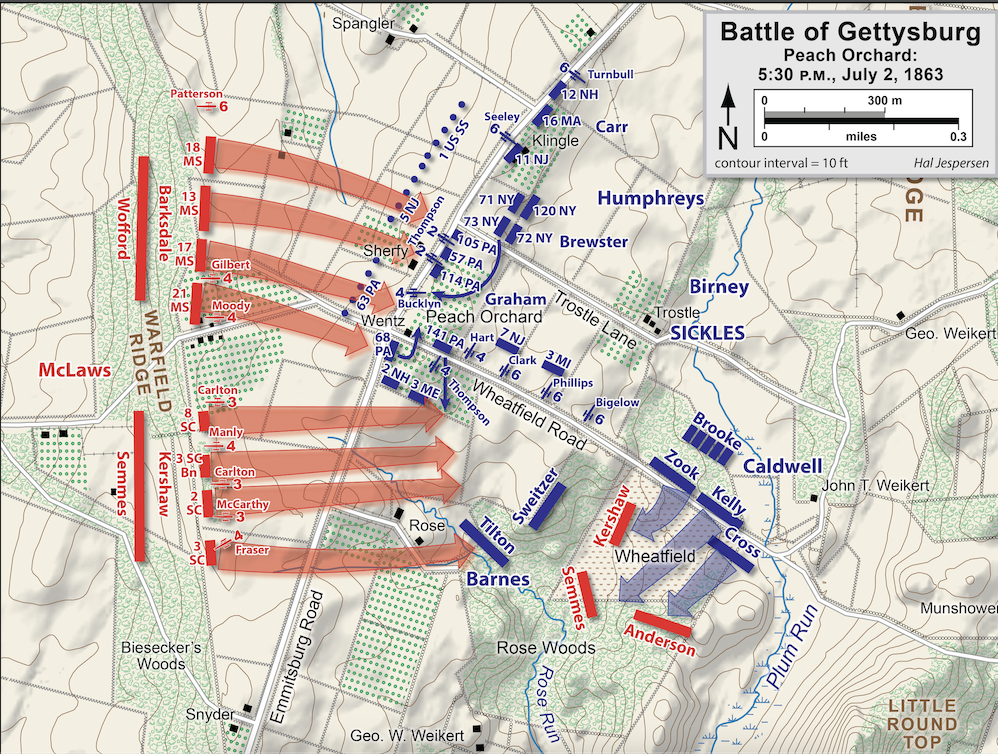 Battle of Gettysburg
Peach Orchard:
5:30 P.M., July 2, 1863
0 300 m
0 miles 0.3
N
contour interval = 10 ft
Hal Jespersen
Spangler
6
Turnbull
12 NH
Patterson
6
Seeley
6
16 MA
Carr
1 US SS
Klingle
11 NJ
18
MS
13
MS
Barksdale
Wofford
71 NY
120 NY
Humphreys
5 NJ
Thompson
2
2
73 NY
72 NY
Brewster
105 PA
17
MS
Sherfy
57 PA
Gilbert
4
114 PA
63 PA
4
Bucklyn
Graham
Birney
21
MS
Moody
4
Wentz
Peach Orchard
Trostle Lane
Trostle
SICKLES
Geo. Weikert
WARFIELD
RIDGE
68
PA
141 PA
Hart
4
7 NJ
Clark
6
3 MI
McLaws
2 NH
3 ME
4
Thompson
Phillips
6
Bigelow
6
Wheatfield Road
Carlton
3
8
SC
Manly
4
Brooke
Caldwell
3 SC
Bn
Carlton
3
Zook
Kelly
John T. Weikert
Semmes
Kershaw
2
SC
McCarthy
3
Sweitzer
Kershaw
Cross
Rose
Tilton
Wheatfield
3
SC
4
Fraser
Barnes
Semmes
Anderson
Munshower
Emmitsburg Road
Biesecker's
Woods
Rose Woods
Plum Run
Rose Run
Snyder
Geo. W. Weikert
LITTLE
ROUND
TOP